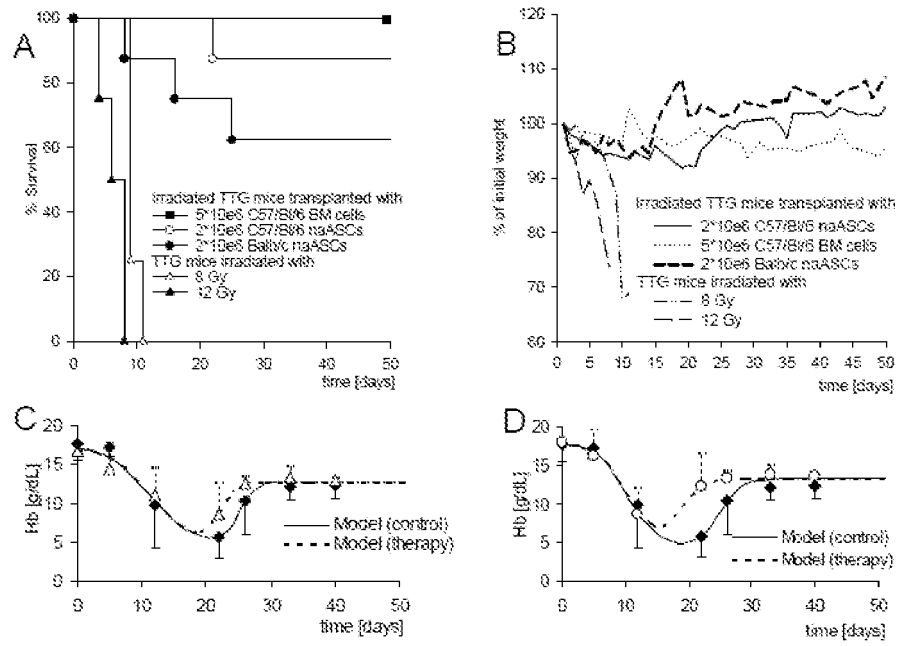 A
100
80
60
40
20
0
% Survival
Irradiated TTG mice transplanted with
5*10e6 C57/Bl/6 BM cells
2*10e6 C57/Bl/6 naASCs
2*10e6 Balb/c naASCs
TTG mice irradiated with
8 Gy
12 Gy
0 10 20 30 40 50
time [days]
B
120
110
100
90
80
70
60
% of initial weight
Irradiated TTG mice transplanted with
2*10e6 C57/Bl/6 naASCs
5*10e6 C57/Bl/6 BM cells
2*10e6 Balb/c naASCs
TTG mice irradiated with
8 Gy
12 Gy
0 5 10 15 20 25 30 35 40 45 50
time [days]
C
20
15
10
5
0
Hb [g/dL]
Model (control)
Model (therapy)
0 10 20 30 40 50
time [days]
D
20
15
10
5
0
Hb [g/dL]
Model (control)
Model (therapy)
0 10 20 30 40 50
time [days]